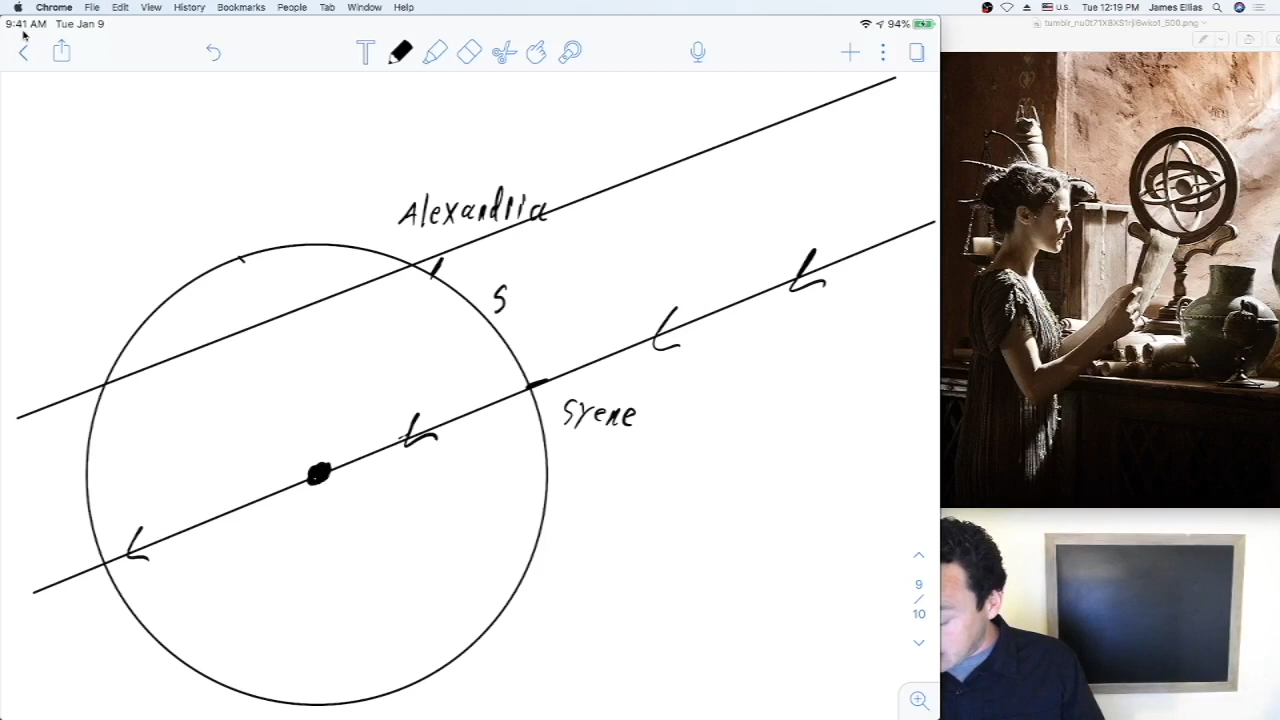 Chrome File Edit View History Bookmarks People Tab Window Help U.S. Tue 12:19 PM James Ellias
9:41 AM Tue Jan 9 94%
T
Alexandria
S
Syene
9
/
10